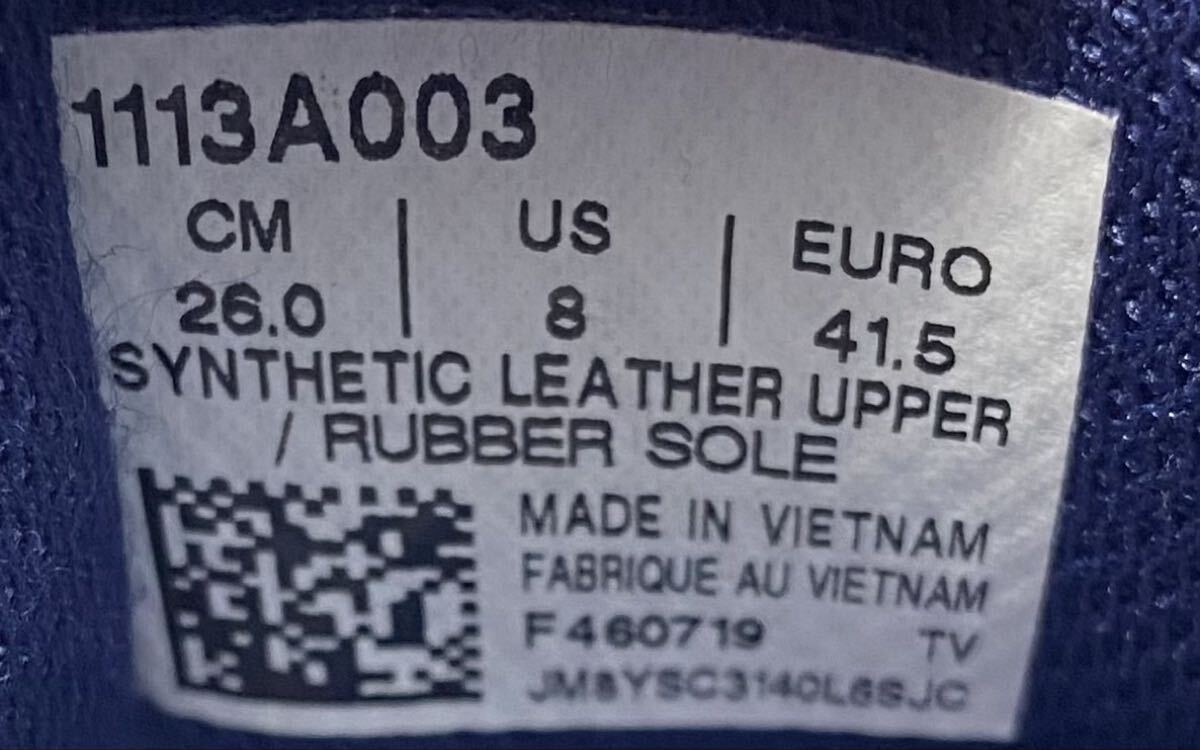 1113A003
CM | US | EURO
26.0 | 8 | 41.5
SYNTHETIC LEATHER UPPER
/ RUBBER SOLE
MADE IN VIETNAM
FABRIQUE AU VIETNAM
F460719 TV